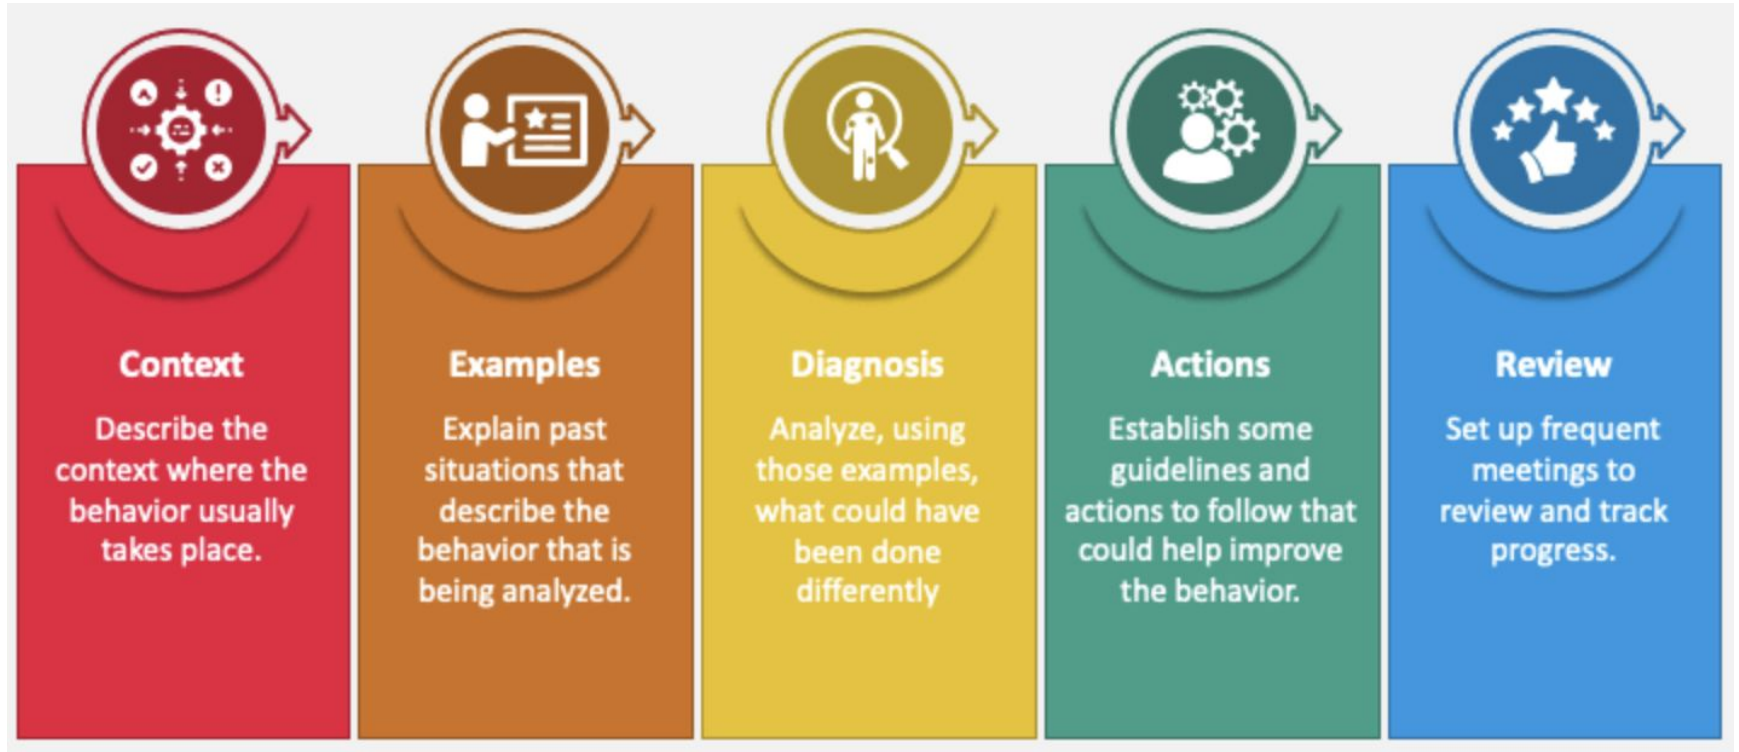 Context
Describe the
context where the
behavior usually
takes place.
Examples
Explain past
situations that
describe the
behavior that is
being analyzed.
Diagnosis
Analyze, using
those examples,
what could have
been done
differently
Actions
Establish some
guidelines and
actions to follow that
could help improve
the behavior.
Review
Set up frequent
meetings to
review and track
progress.